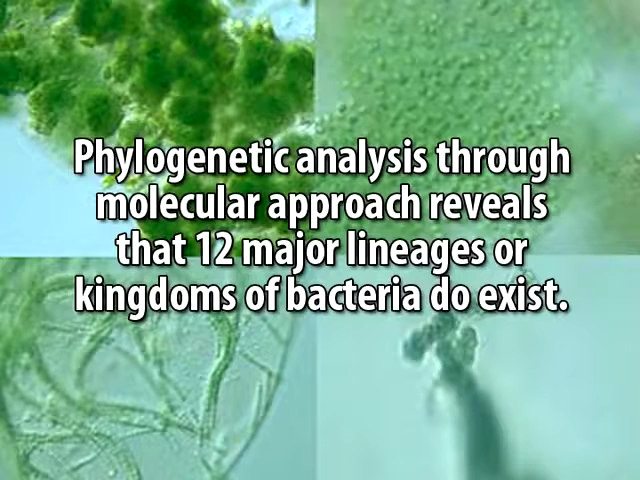 Phylogenetic analysis through
molecular approach reveals
that 12 major lineages or
kingdoms of bacteria do exist.